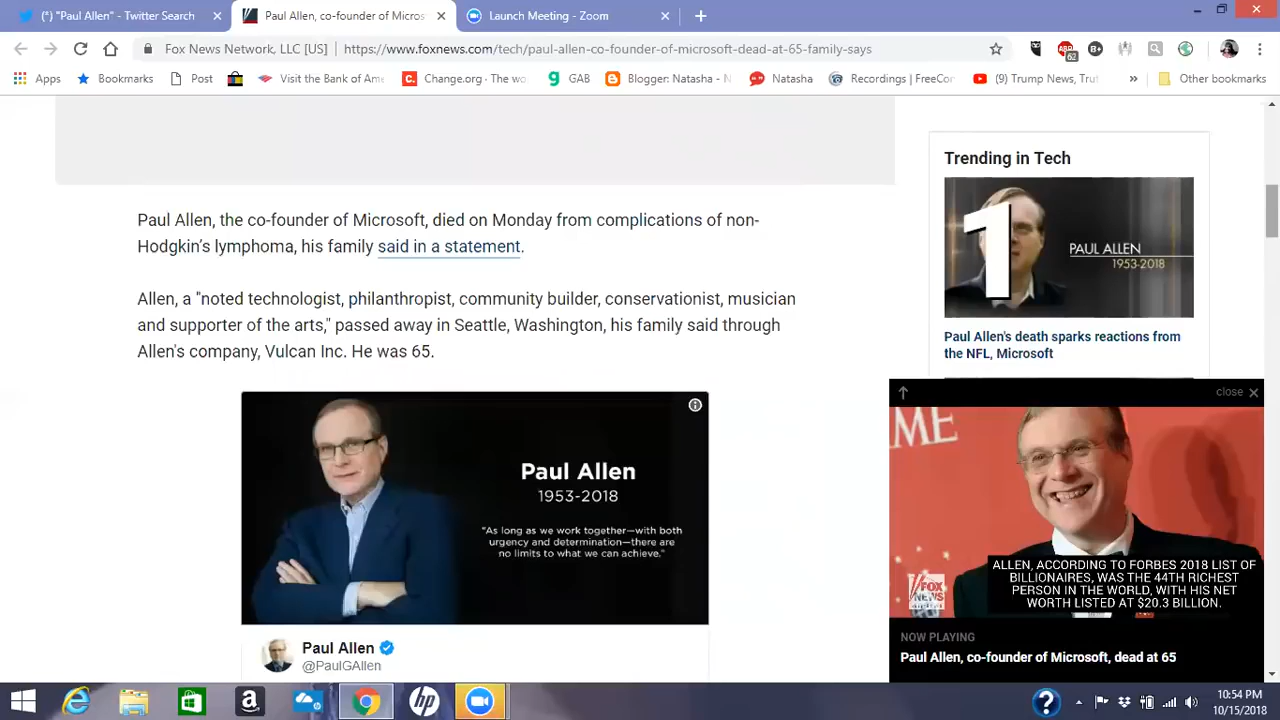 (*) "Paul Allen" - Twitter Search
Paul Allen, co-founder of Micros
Launch Meeting - Zoom
Fox News Network, LLC [US]
https://www.foxnews.com/tech/paul-allen-co-founder-of-microsoft-dead-at-65-family-says
62
Apps
Bookmarks
Post
Visit the Bank of Ame
Change.org - The wo
GAB
Blogger: Natasha - N
Natasha
Recordings | FreeCon
(1) Trump News, Trut
»
Other bookmarks
Paul Allen, the co-founder of Microsoft, died on Monday from complications of non-
Hodgkin's lymphoma, his family said in a statement.
Allen, a "noted technologist, philanthropist, community builder, conservationist, musician
and supporter of the arts," passed away in Seattle, Washington, his family said through
Allen's company, Vulcan Inc. He was 65.
Paul Allen
1953-2018
"As long as we work together—with both
urgency and determination—there are
no limits to what we can achieve."
Paul Allen
@PaulGAllen
Trending in Tech
1
PAUL ALLEN
1953-2018
Paul Allen's death sparks reactions from
the NFL, Microsoft
close
ME
ALLEN, ACCORDING TO FORBES 2018 LIST OF
BILLIONAIRES, WAS THE 44TH RICHEST
PERSON IN THE WORLD, WITH HIS NET
WORTH LISTED AT $20.3 BILLION.
FOX
NEWS
NOW PLAYING
Paul Allen, co-founder of Microsoft, dead at 65
hp
10:54 PM
10/15/2018